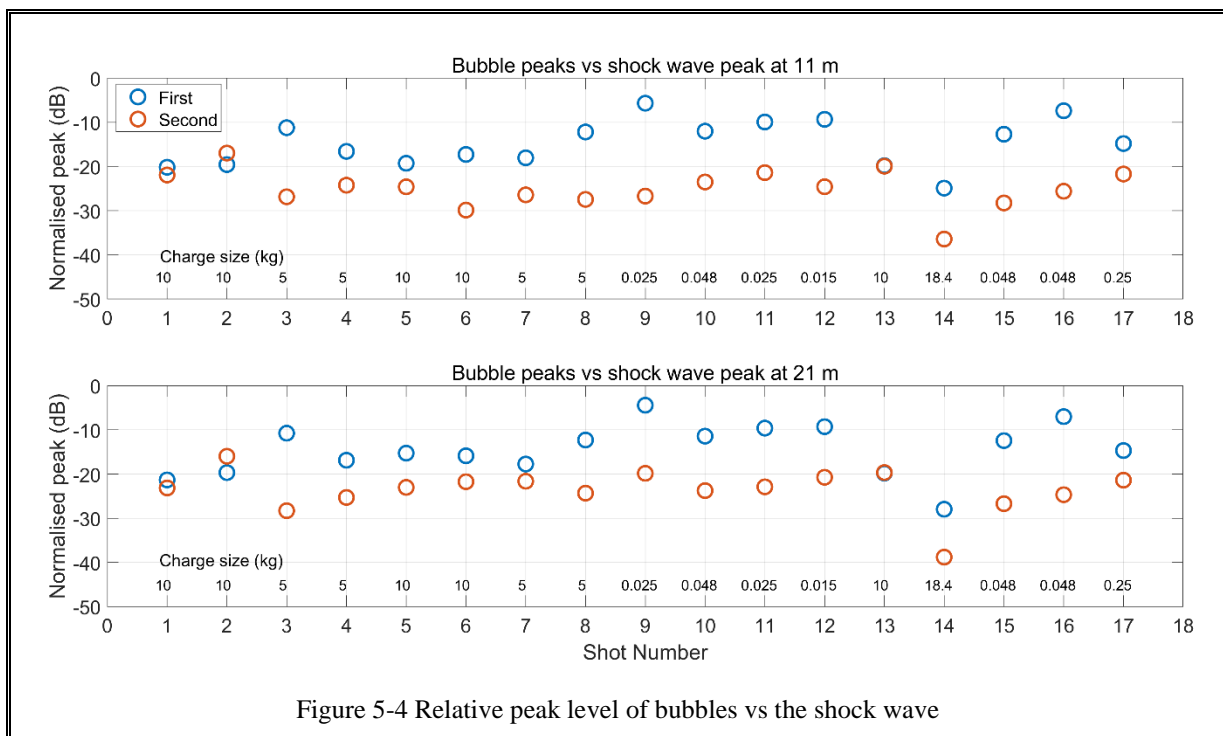 Bubble peaks vs shock wave peak at 11 m
Normalised peak (dB)
0
-10
-20
-30
-40
-50
First
Second
Charge size (kg)
10 10 5 5 10 10 5 5 0.025 0.048 0.025 0.015 10 18.4 0.048 0.048 0.25
0 1 2 3 4 5 6 7 8 9 10 11 12 13 14 15 16 17 18
Bubble peaks vs shock wave peak at 21 m
Normalised peak (dB)
0
-10
-20
-30
-40
-50
Charge size (kg)
10 10 5 5 10 10 5 5 0.025 0.048 0.025 0.015 10 18.4 0.048 0.048 0.25
0 1 2 3 4 5 6 7 8 9 10 11 12 13 14 15 16 17 18
Shot Number
Figure 5-4 Relative peak level of bubbles vs the shock wave